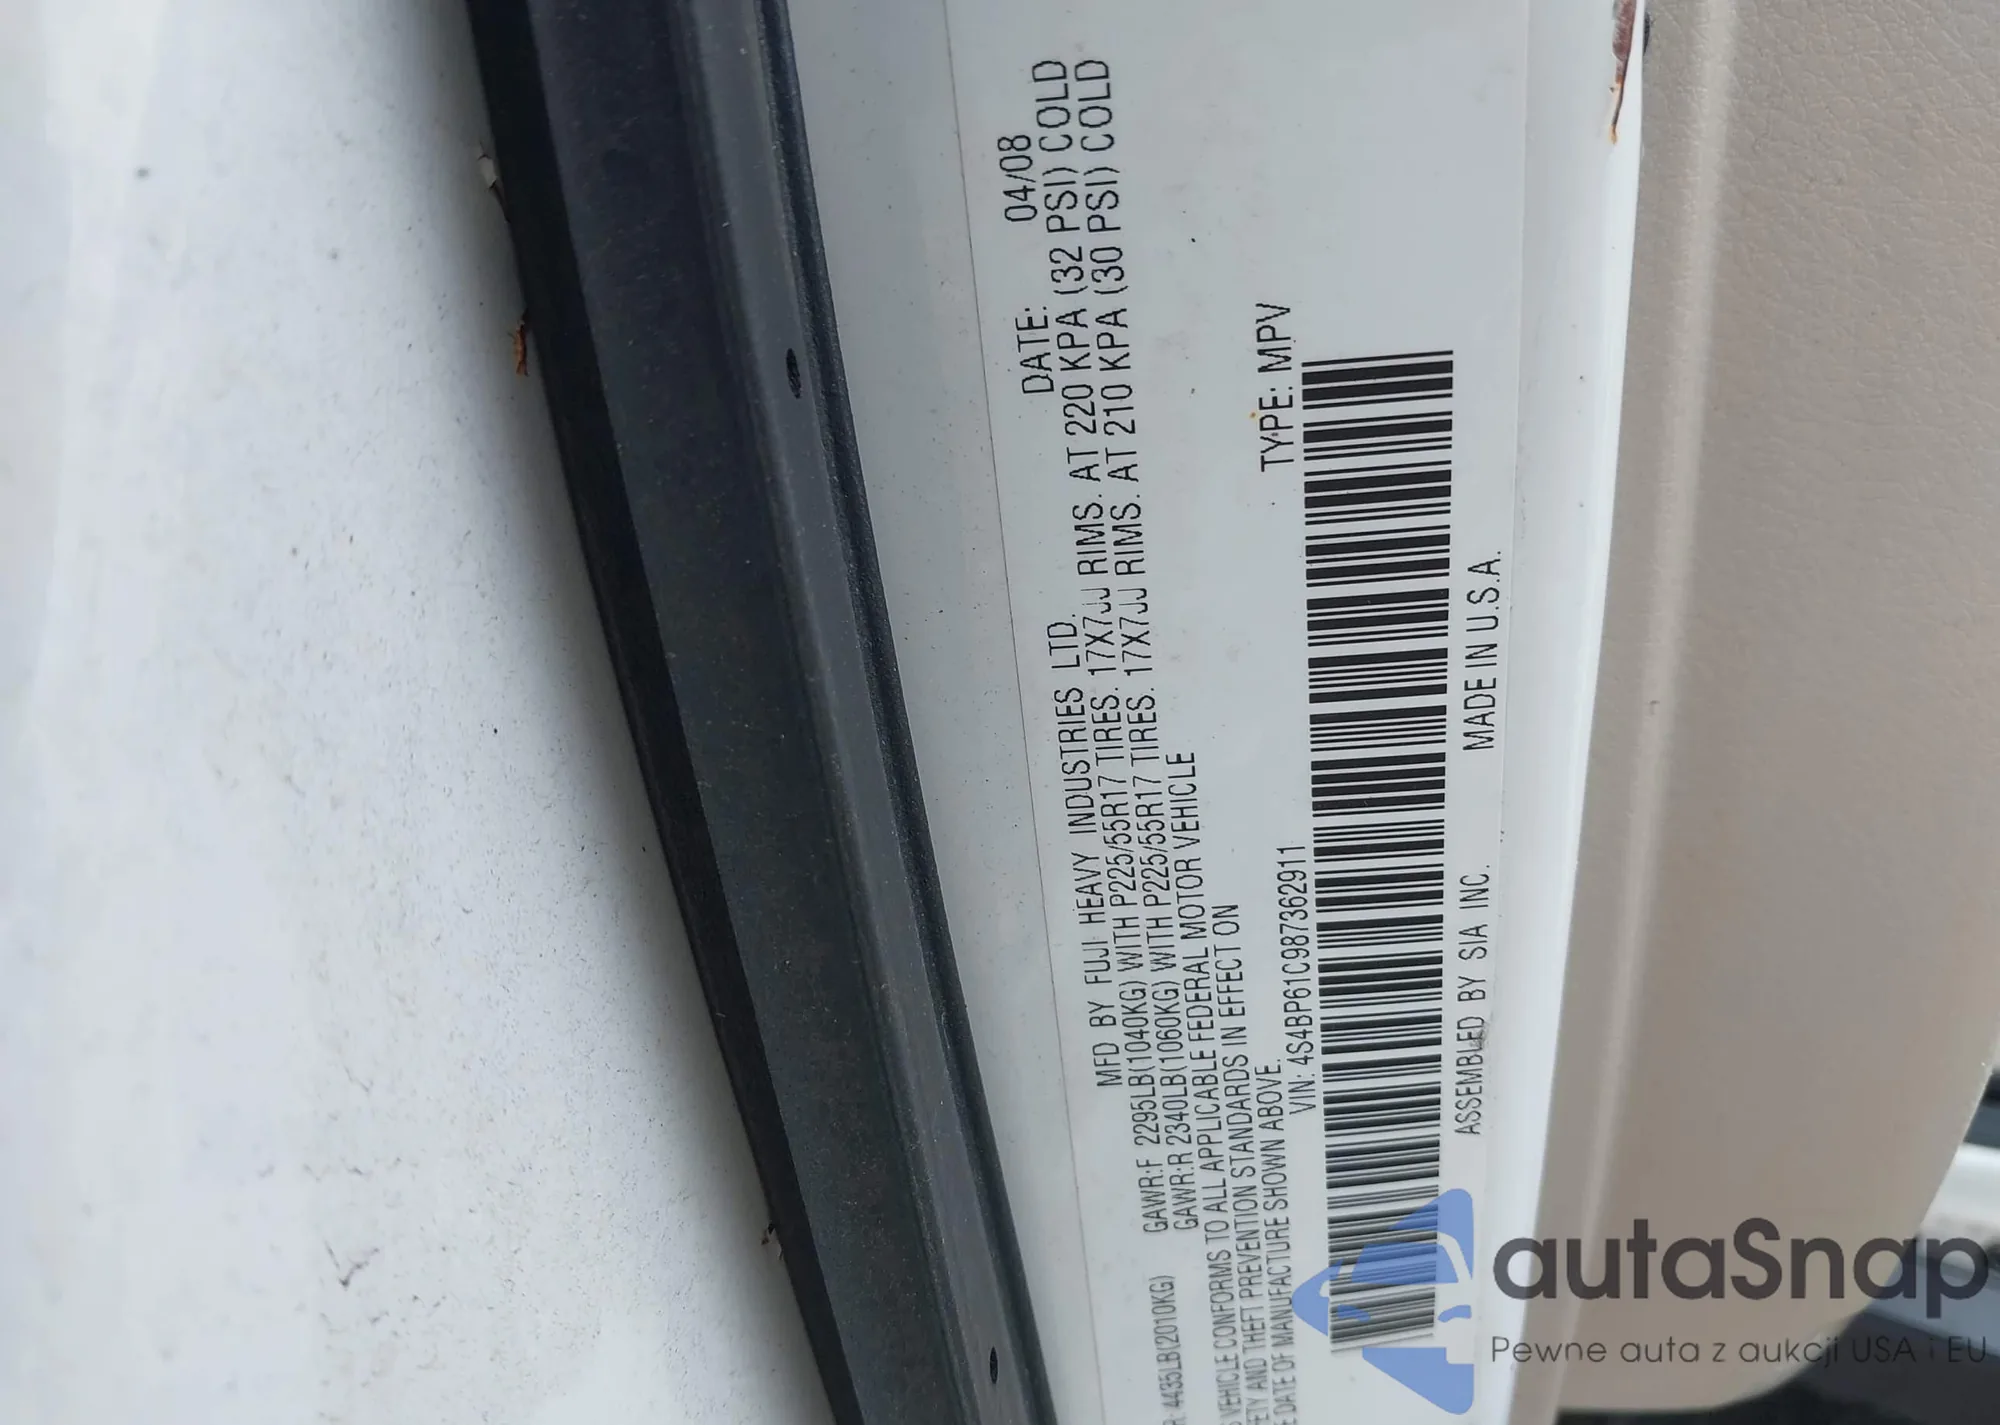 MFD BY FUJI HEAVY INDUSTRIES LTD. DATE: 04/08
4435LB(2010KG) GAWR:F 2295LB(1040KG) WITH P225/55R17 TIRES. 17X7JJ RIMS. AT 220 KPA (32 PSI) COLD
GAWR:R 2340LB(1060KG) WITH P225/55R17 TIRES. 17X7JJ RIMS. AT 210 KPA (30 PSI) COLD
VEHICLE CONFORMS TO ALL APPLICABLE FEDERAL MOTOR VEHICLE
AND THEFT PREVENTION STANDARDS IN EFFECT ON
DATE OF MANUFACTURE SHOWN ABOVE.
VIN: 4S4BP61C987362911 TYPE: MPV
ASSEMBLED BY SIA INC. MADE IN U.S.A.
autaSnap
Pewne auta z aukcji USA i EU